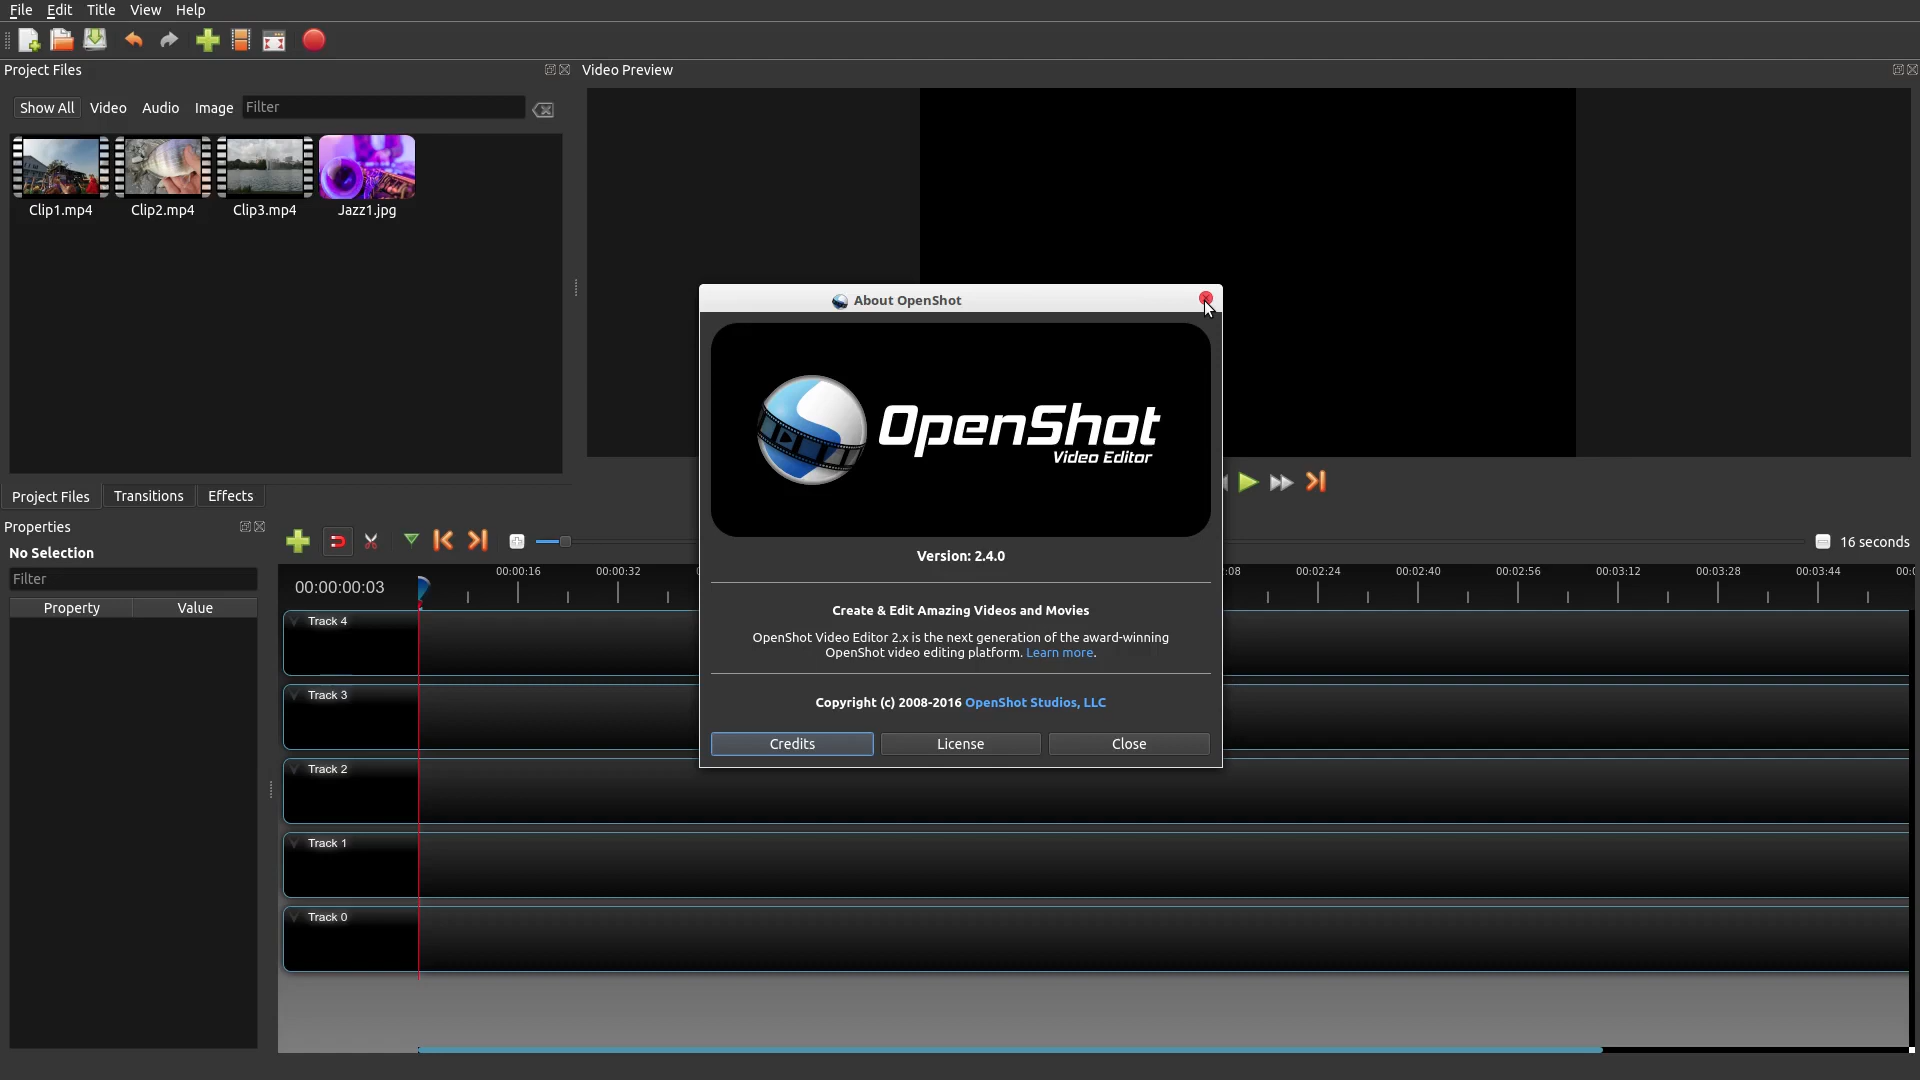 File Edit Title View Help
Project Files
Video Preview
Show All Video Audio Image Filter
Clip1.mp4 Clip2.mp4 Clip3.mp4 Jazz1.jpg
About OpenShot
OpenShot
Video Editor
Version: 2.4.0
Create & Edit Amazing Videos and Movies
OpenShot Video Editor 2.x is the next generation of the award-winning
OpenShot video editing platform. Learn more.
Copyright (c) 2008-2016 OpenShot Studios, LLC
Credits License Close
Project Files Transitions Effects
Properties
No Selection
Filter
Property Value
16 seconds
00:00:00:03
00:00:16 00:00:32 :08 00:02:24 00:02:40 00:02:56 00:03:12 00:03:28 00:03:44 00:0
Track 4
Track 3
Track 2
Track 1
Track 0